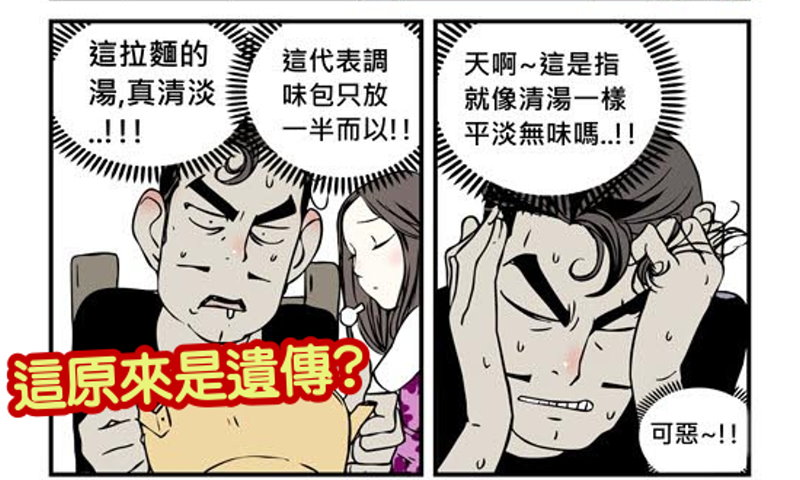 這拉麵的
湯,真清淡
..!!!
這代表調
味包只放
一半而以!!
天啊~這是指
就像清湯一樣
平淡無味嗎..!!
可惡~!!
這原來是遺傳?